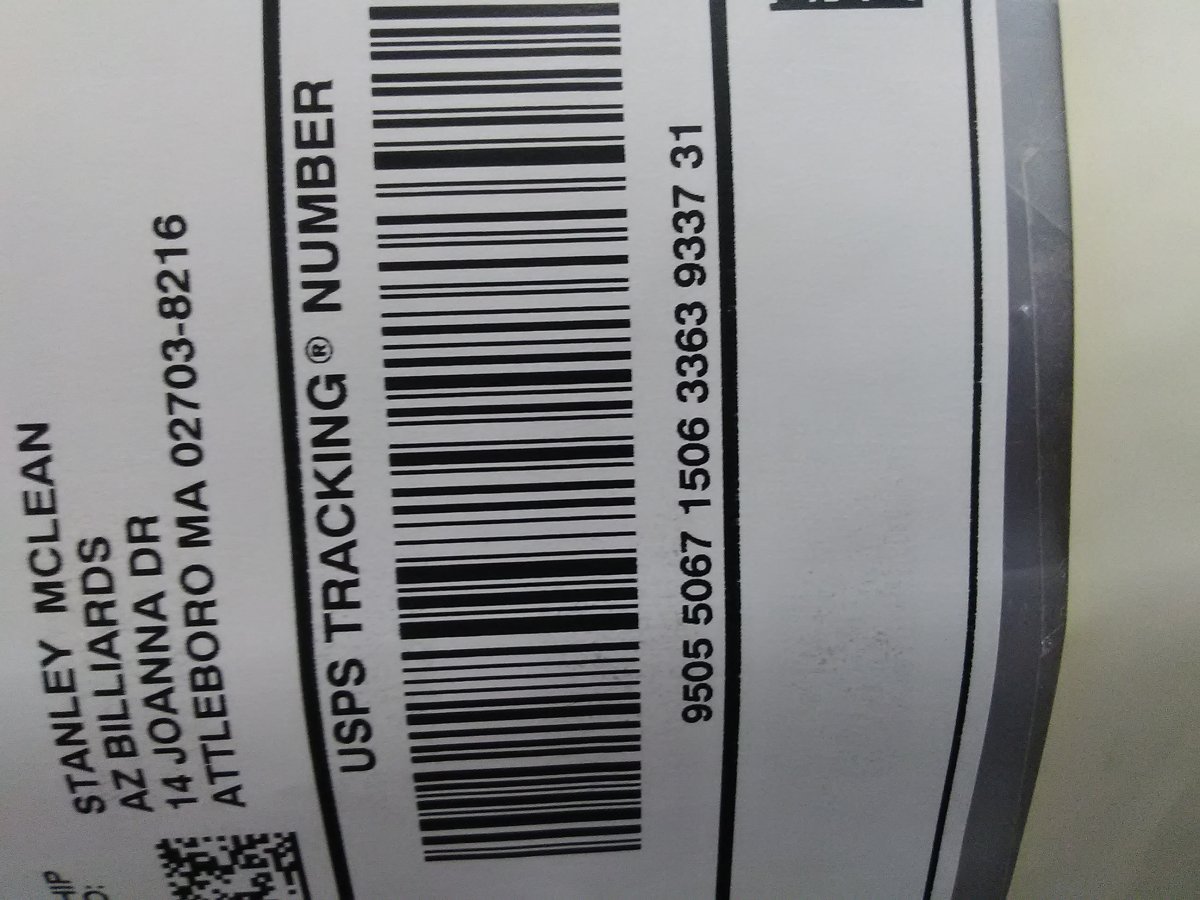 STANLEY MCLEAN
AZ BILLIARDS
14 JOANNA DR
ATTLEBORO MA 02703-8216
USPS TRACKING® NUMBER
9505 5067 1506 3363 9337 31